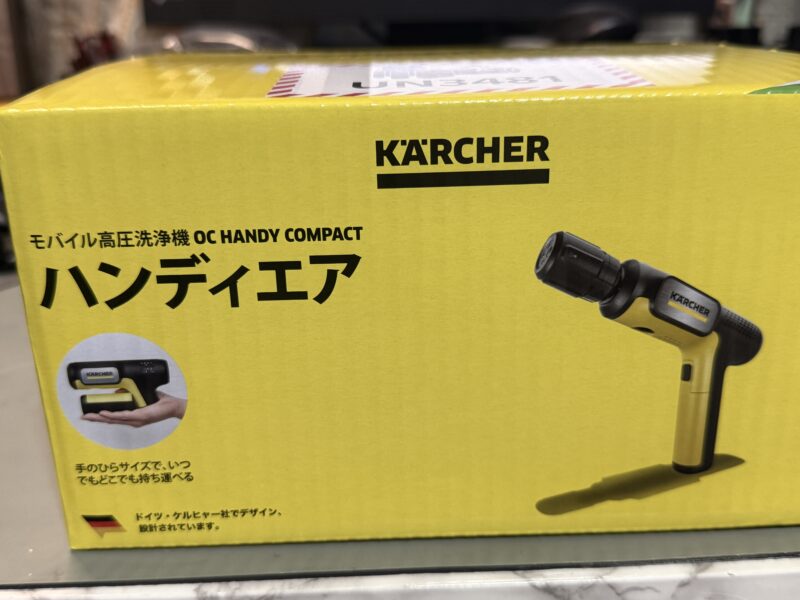 UN3481
KÄRCHER
モバイル高圧洗浄機 OC HANDY COMPACT
ハンディエア
KÄRCHER
KÄRCHER
手のひらサイズで、いつ
でもどこでも持ち運べる
ドイツ・ケルヒャー社でデザイン、
設計されています。